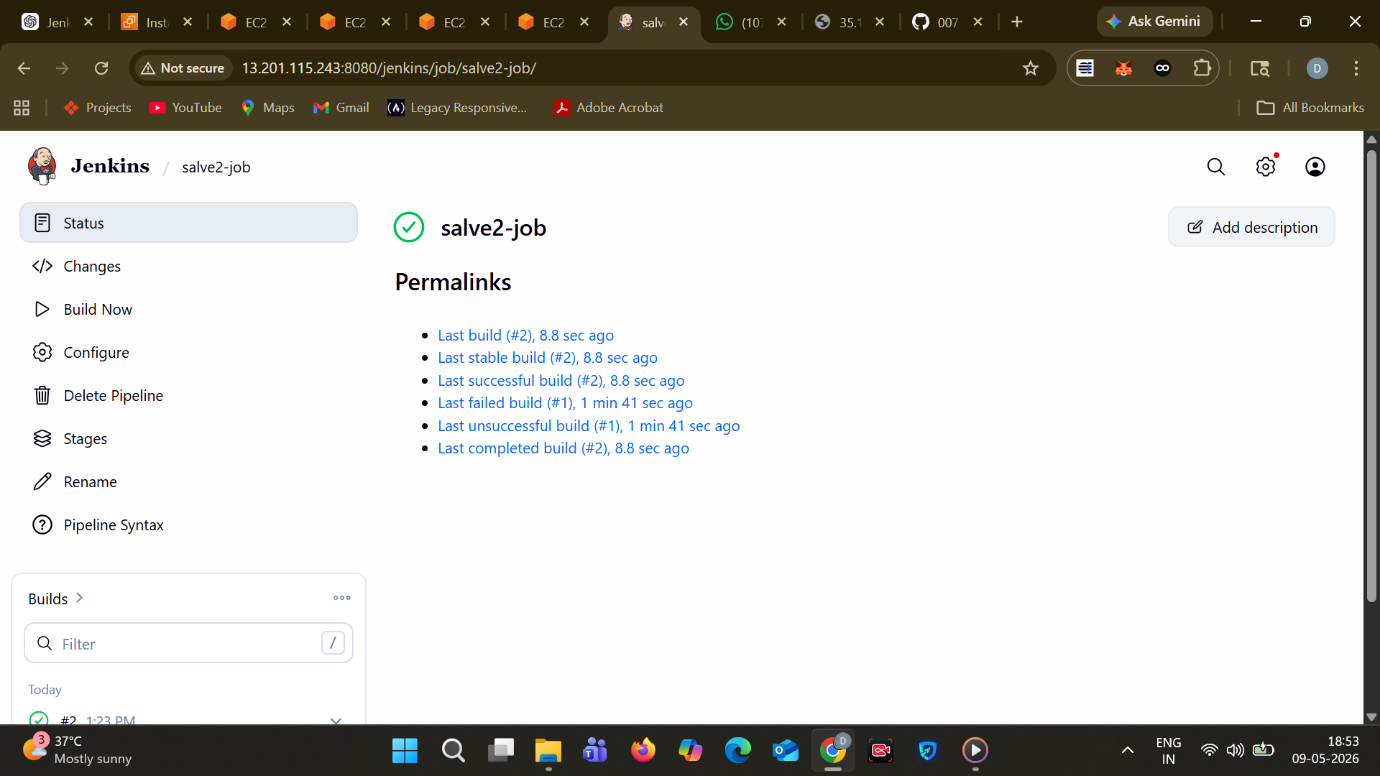 Jenk
Insta
EC2
EC2
EC2
EC2
salv
(107
35.1
007
Ask Gemini
Not secure
13.201.115.243:8080/jenkins/job/salve2-job/
D
Projects
YouTube
Maps
Gmail
Legacy Responsive...
Adobe Acrobat
All Bookmarks
Jenkins / salve2-job
Status
Changes
Build Now
Configure
Delete Pipeline
Stages
Rename
Pipeline Syntax
Builds
Filter
/
Today
#2 1:23 PM
salve2-job
Add description
Permalinks
Last build (#2), 8.8 sec ago
Last stable build (#2), 8.8 sec ago
Last successful build (#2), 8.8 sec ago
Last failed build (#1), 1 min 41 sec ago
Last unsuccessful build (#1), 1 min 41 sec ago
Last completed build (#2), 8.8 sec ago
3
37°C
Mostly sunny
D
ENG
IN
18:53
09-05-2026